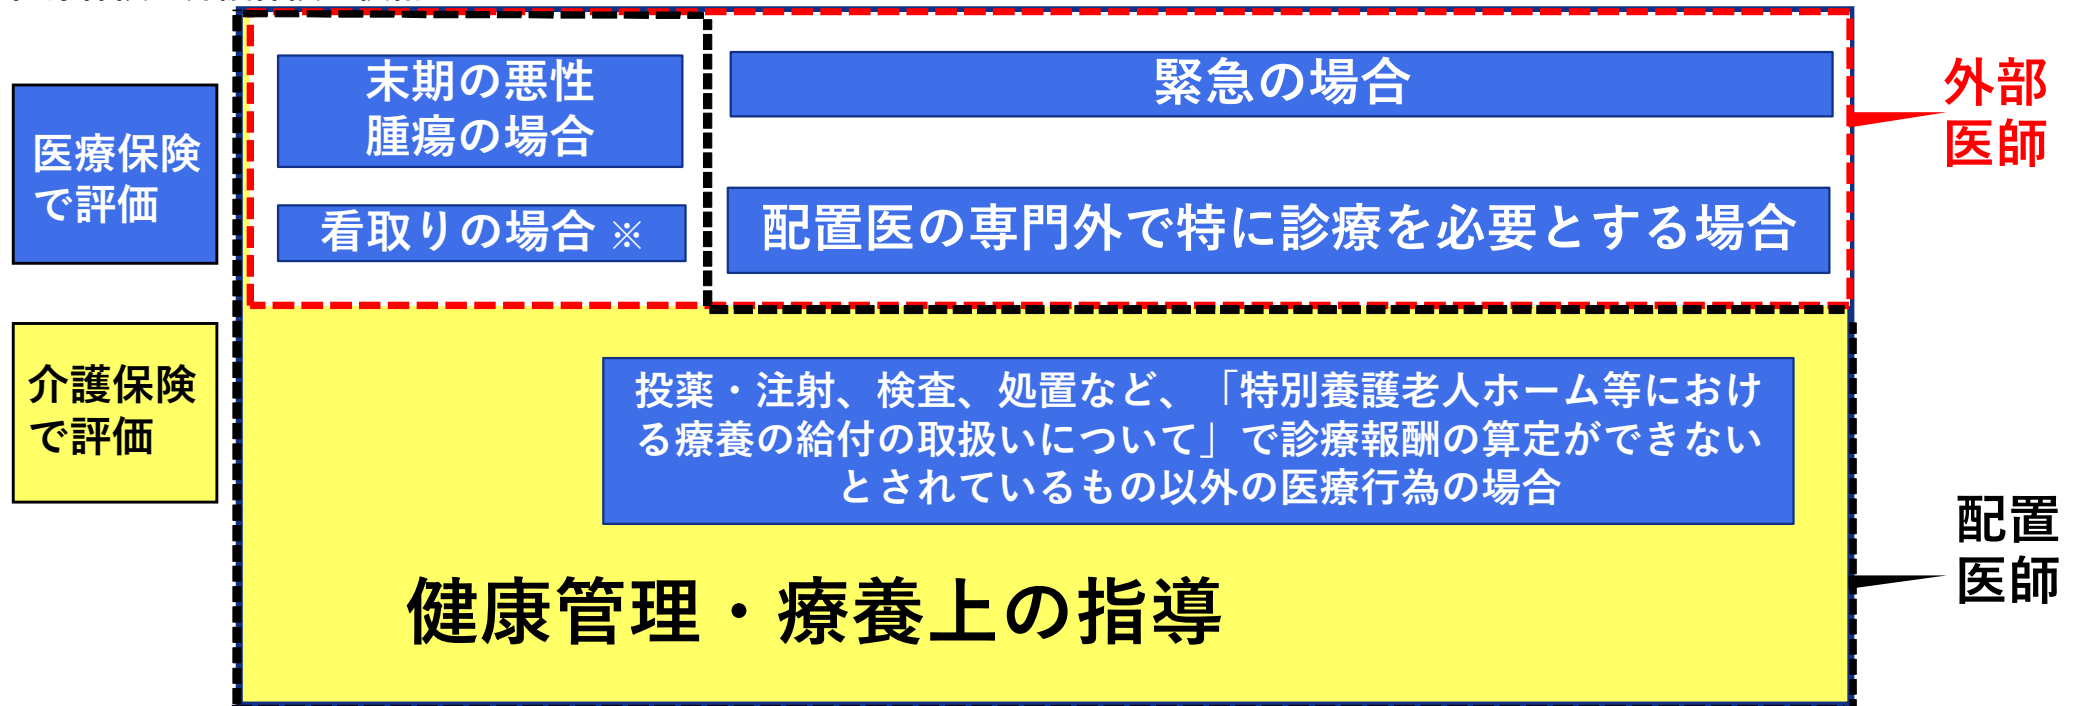 末期の悪性
腫瘍の場合
緊急の場合
外部
医師
医療保険
で評価
看取りの場合 ※
配置医の専門外で特に診療を必要とする場合
介護保険
で評価
投薬・注射、検査、処置など、「特別養護老人ホーム等におけ
る療養の給付の取扱いについて」で診療報酬の算定ができない
とされているもの以外の医療行為の場合
配置
医師
健康管理・療養上の指導